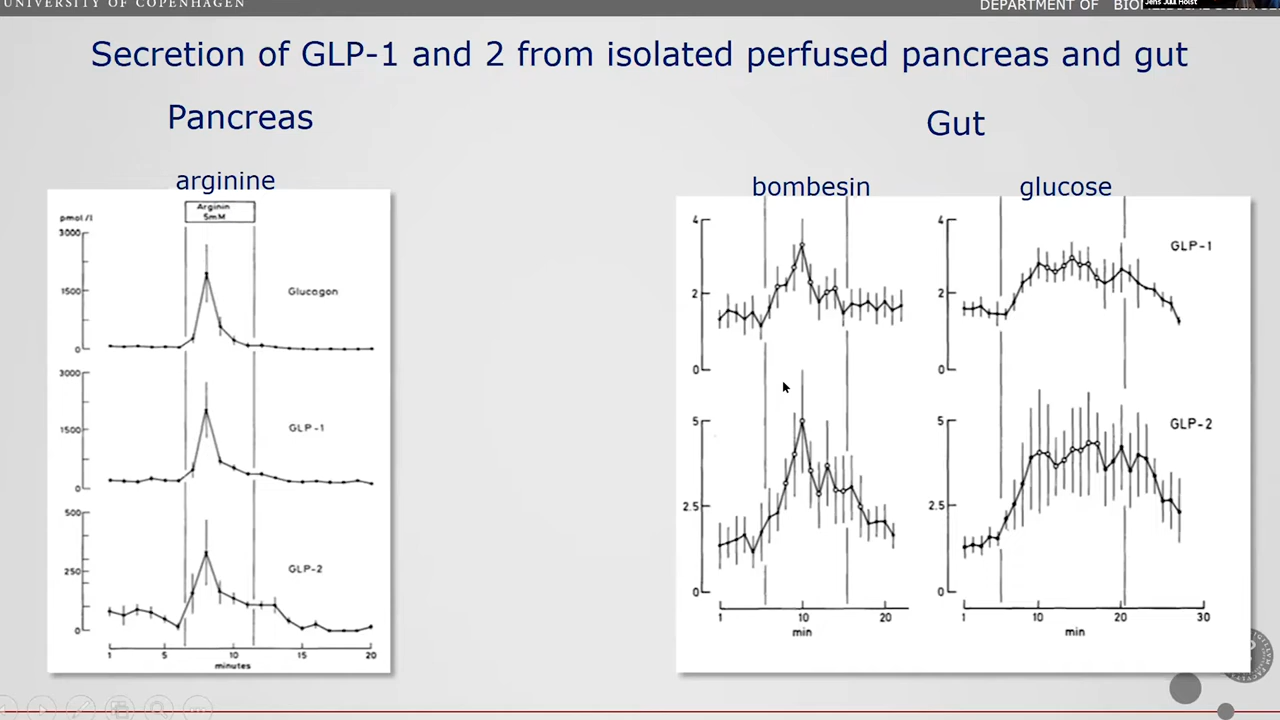 UNIVERSITY OF COPENHAGEN
DEPARTMENT OF
Jens Juul Holst
Secretion of GLP-1 and 2 from isolated perfused pancreas and gut
Pancreas
Gut
arginine
bombesin
glucose
pmol/l
Arginin
5mM
3000
1500
0
Glucagon
3000
1500
0
GLP-1
500
250
0
GLP-2
1
5
10
15
20
minutes
4
2
0
5
2.5
0
1
10
20
min
4
2
0
GLP-1
5
2.5
0
GLP-2
1
10
20
30
min